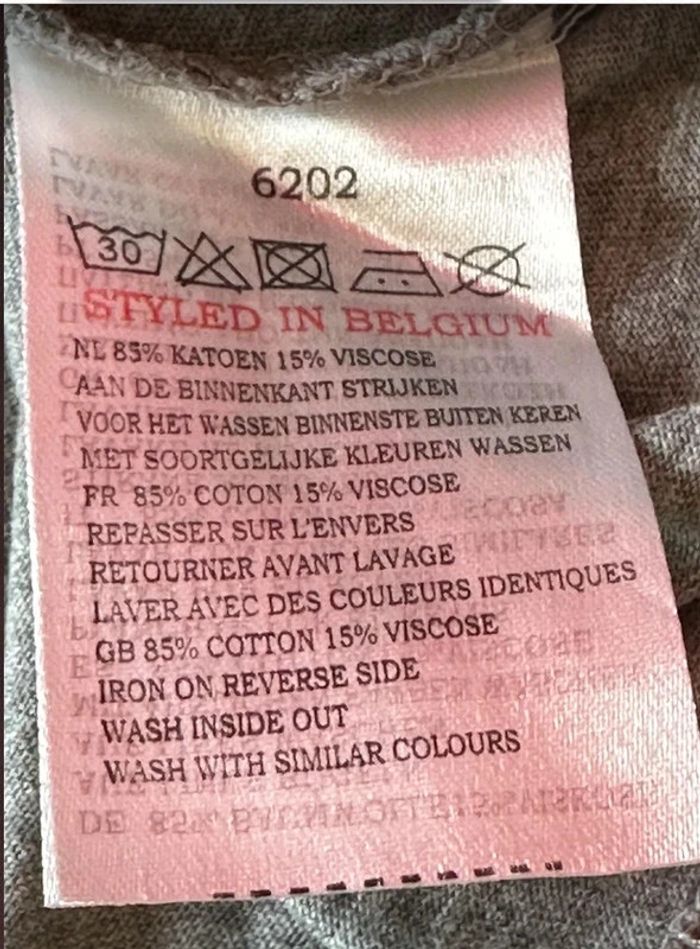 6202
30
STYLED IN BELGIUM
NL 85% KATOEN 15% VISCOSE
AAN DE BINNENKANT STRIJKEN
VOOR HET WASSEN BINNENSTE BUITEN KEREN
MET SOORTGELIJKE KLEUREN WASSEN
FR 85% COTON 15% VISCOSE
REPASSER SUR L'ENVERS
RETOURNER AVANT LAVAGE
LAVER AVEC DES COULEURS IDENTIQUES
GB 85% COTTON 15% VISCOSE
IRON ON REVERSE SIDE
WASH INSIDE OUT
WASH WITH SIMILAR COLOURS